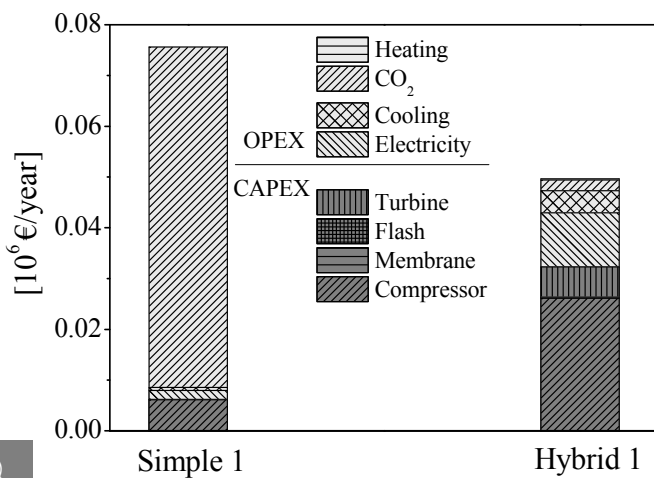 0.08
0.06
0.04
0.02
0.00
[10⁶ €/year]
Heating
CO₂
Cooling
OPEX Electricity
CAPEX
Turbine
Flash
Membrane
Compressor
Simple 1 Hybrid 1